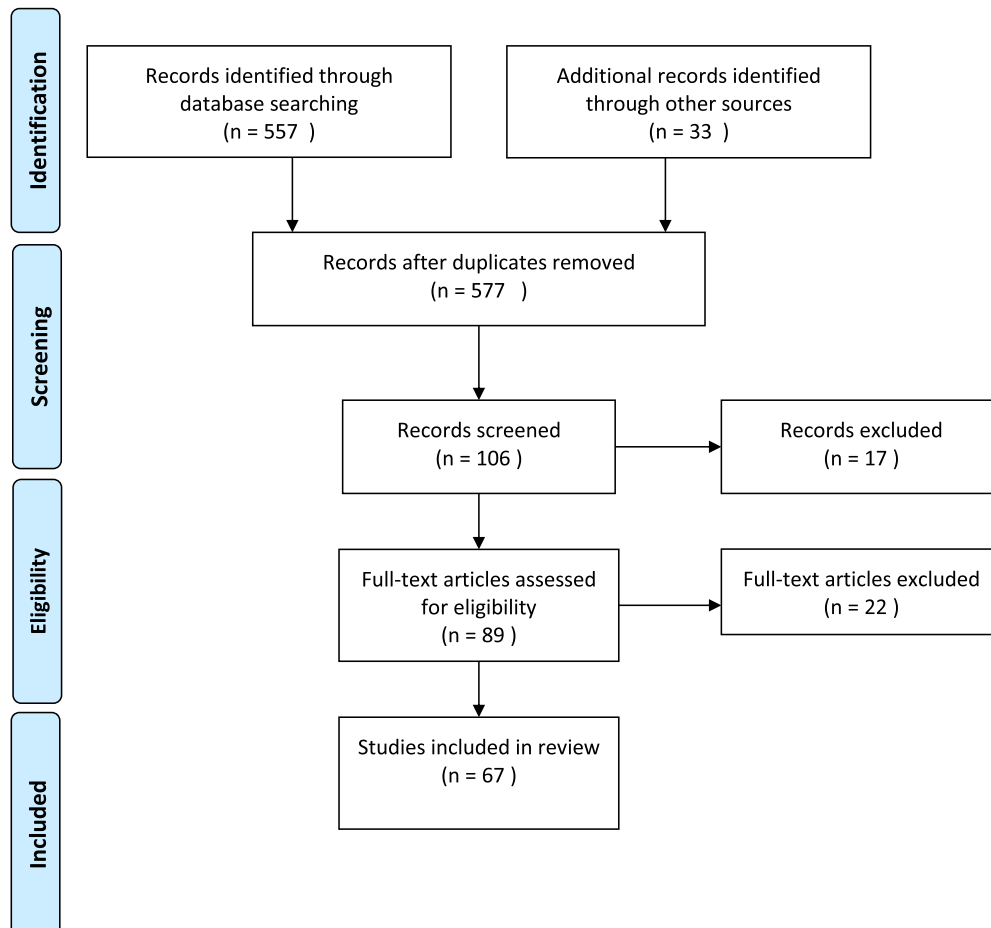 Identification
Records identified through
database searching
(n = 557  )
Additional records identified
through other sources
(n = 33  )
Screening
Records after duplicates removed
(n = 577   )
Records screened
(n = 106 )
Records excluded
(n = 17 )
Eligibility
Full-text articles assessed
for eligibility
(n = 89 )
Full-text articles excluded
(n = 22 )
Included
Studies included in review
(n = 67 )